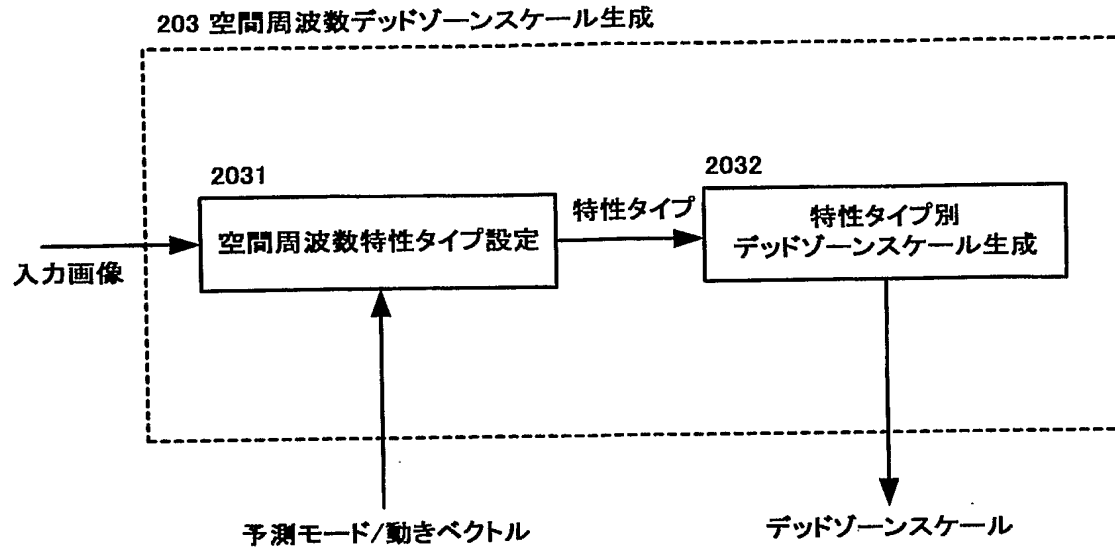 203 空間周波数デッドゾーンスケール生成
2031
空間周波数特性タイプ設定
特性タイプ
2032
特性タイプ別
デッドゾーンスケール生成
入力画像
予測モード/動きベクトル
デッドゾーンスケール